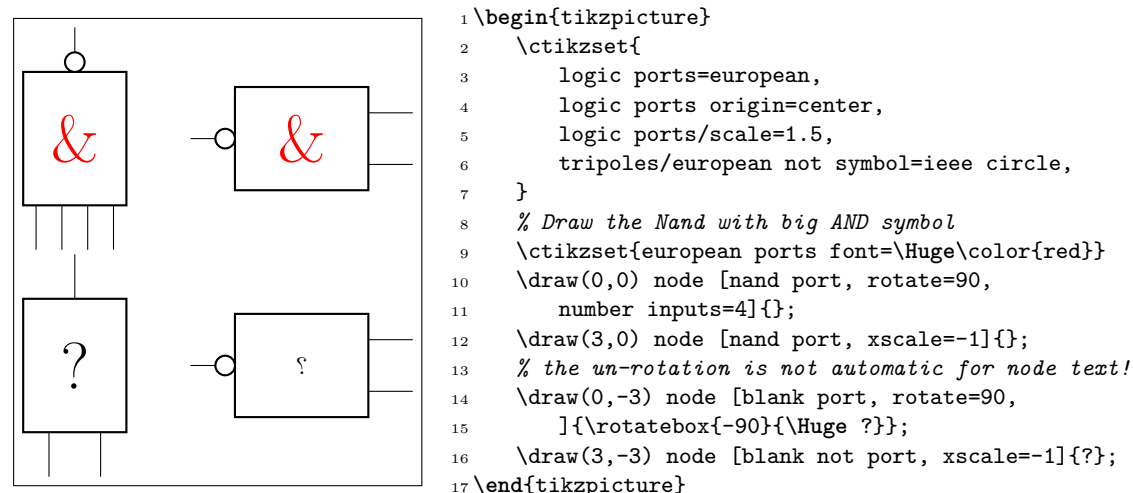 &
&
?
?
1 \begin{tikzpicture}
2 \ctikzset{
3 logic ports=european,
4 logic ports origin=center,
5 logic ports/scale=1.5,
6 tripoles/european not symbol=ieee circle,
7 }
8 % Draw the Nand with big AND symbol
9 \ctikzset{european ports font=\Huge\color{red}}
10 \draw(0,0) node [nand port, rotate=90,
11 number inputs=4]{};
12 \draw(3,0) node [nand port, xscale=-1]{};
13 % the un-rotation is not automatic for node text!
14 \draw(0,-3) node [blank port, rotate=90,
15 ]{\rotatebox{-90}{\Huge ?}};
16 \draw(3,-3) node [blank not port, xscale=-1]{?};
17 \end{tikzpicture}